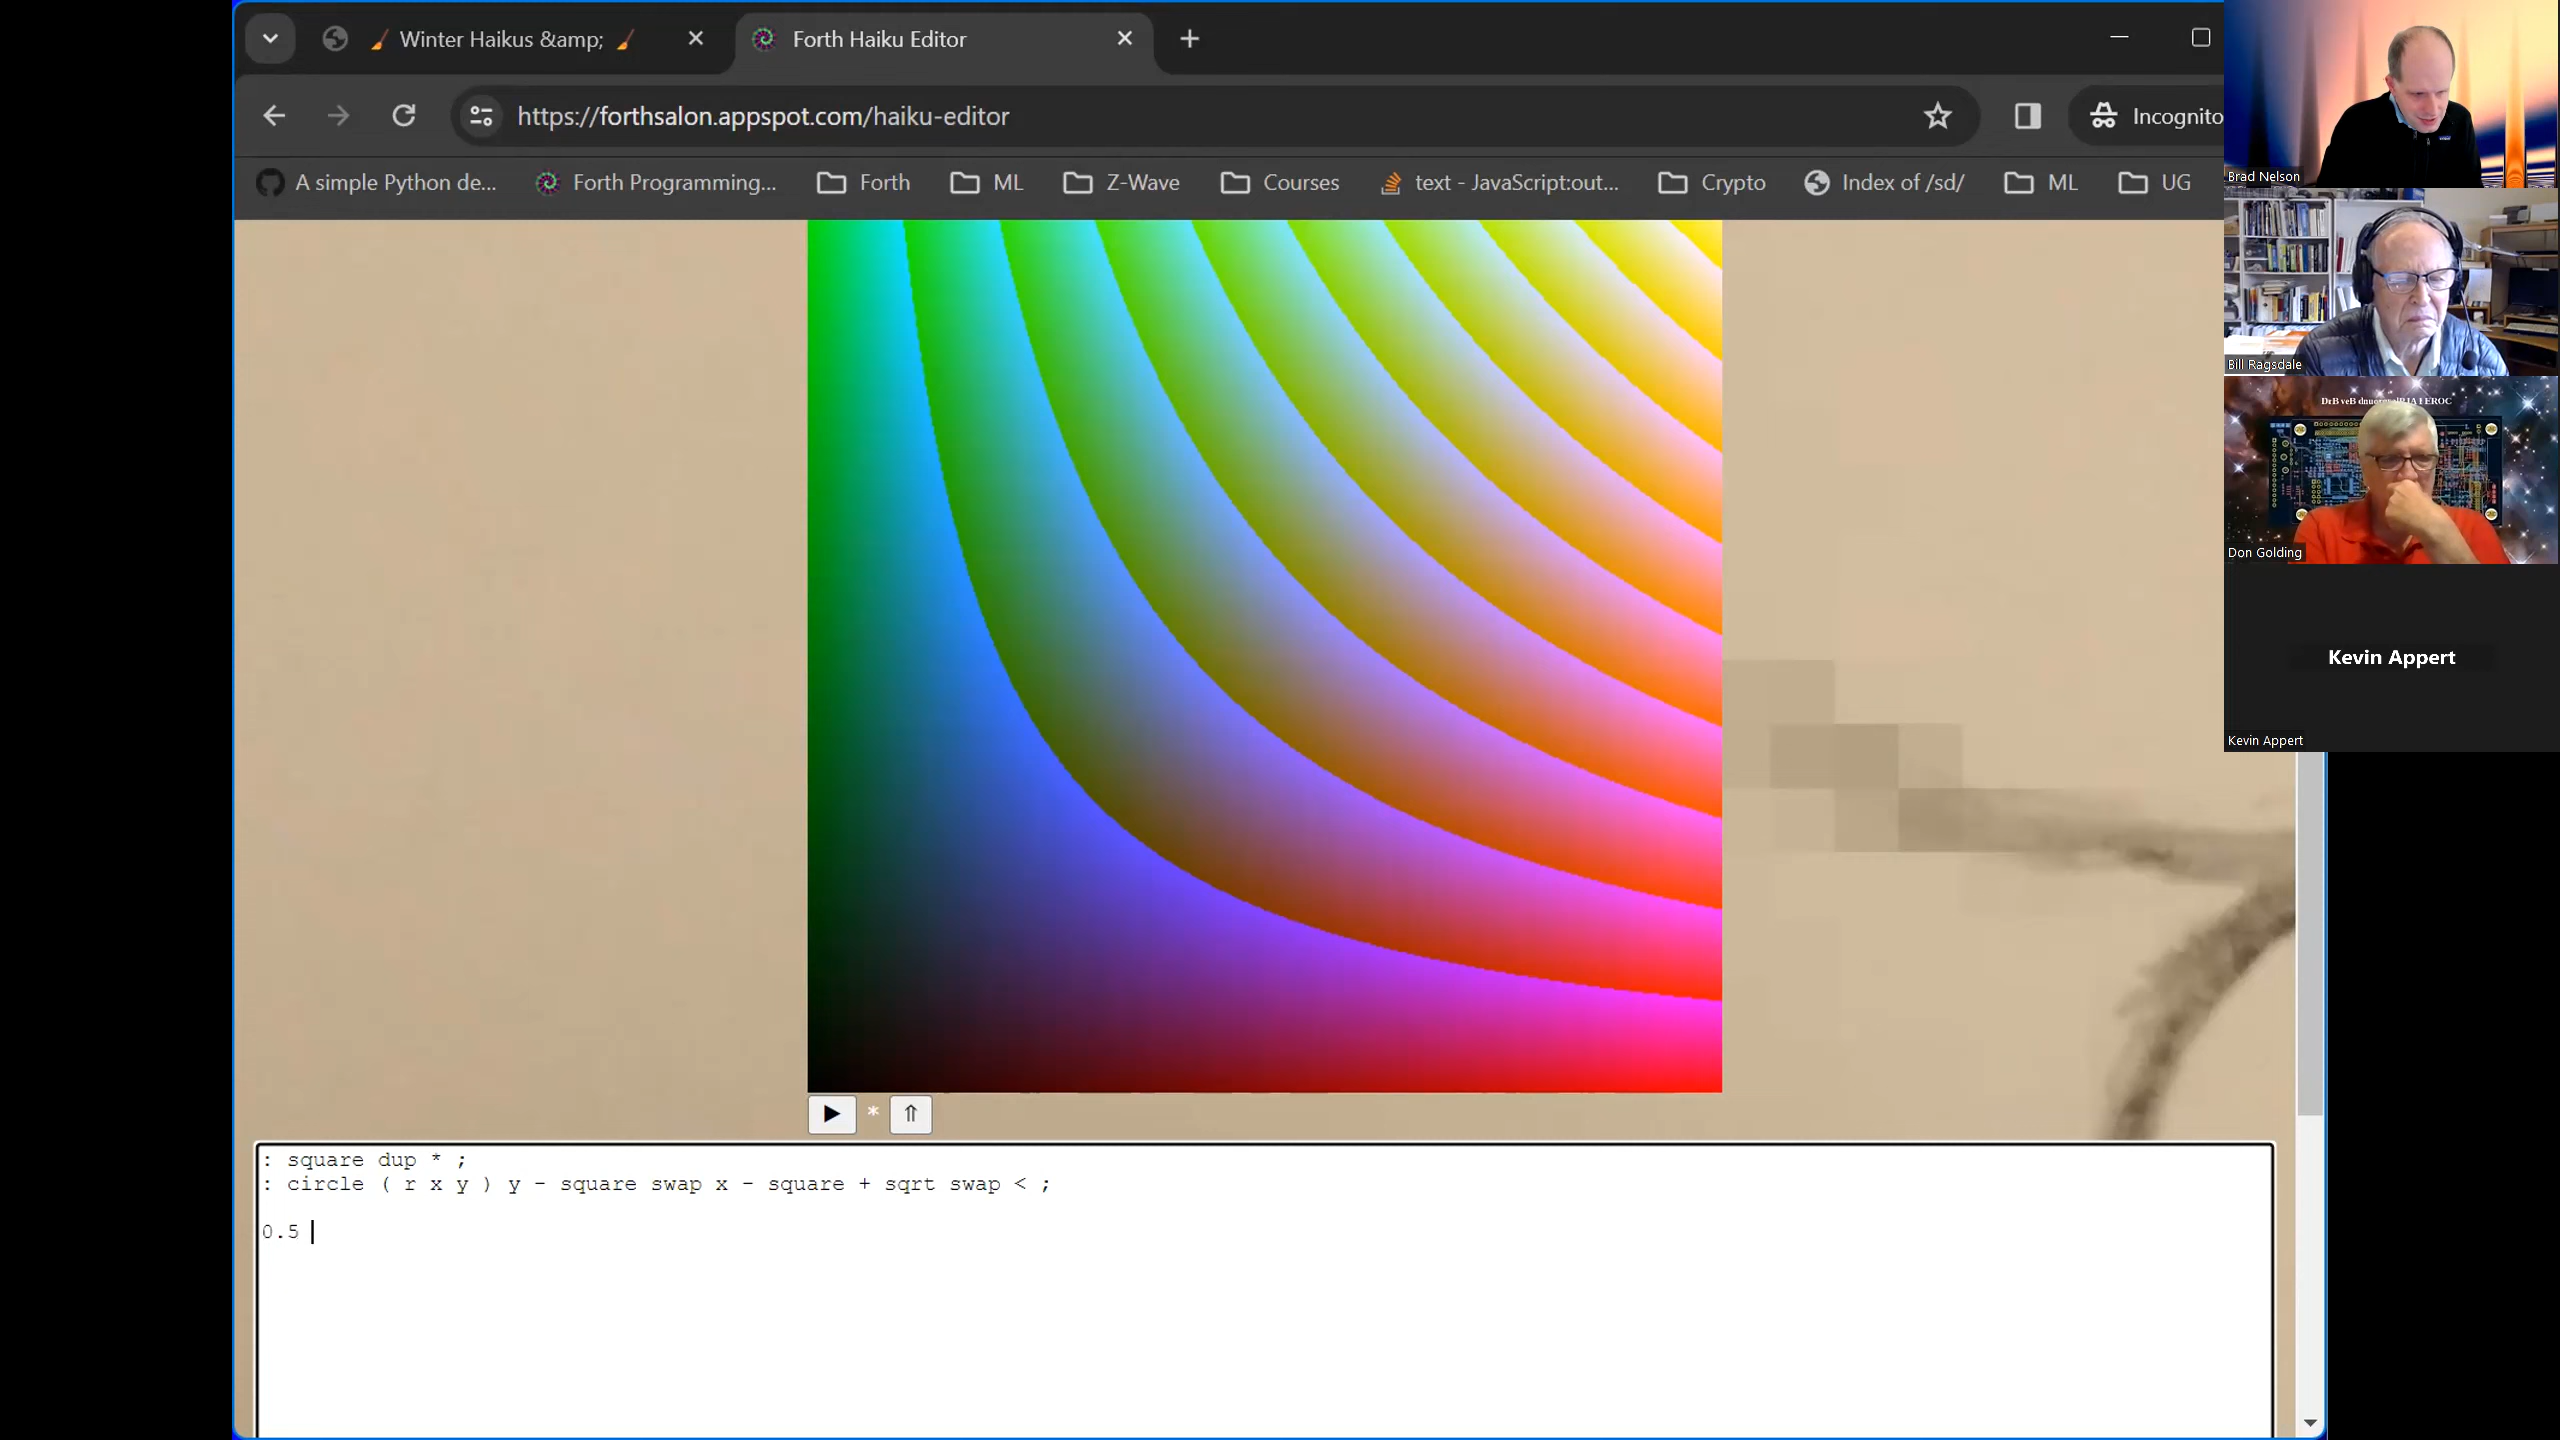 Winter Haikus &amp;
Forth Haiku Editor
https://forthsalon.appspot.com/haiku-editor
Incognito
A simple Python de...
Forth Programming...
Forth
ML
Z-Wave
Courses
text - JavaScript:out...
Crypto
Index of /sd/
ML
UG
Brad Nelson
Bill Ragsdale
Don Golding
Kevin Appert
Kevin Appert
*
: square dup * ;
: circle ( r x y ) y - square swap x - square + sqrt swap < ;
0.5